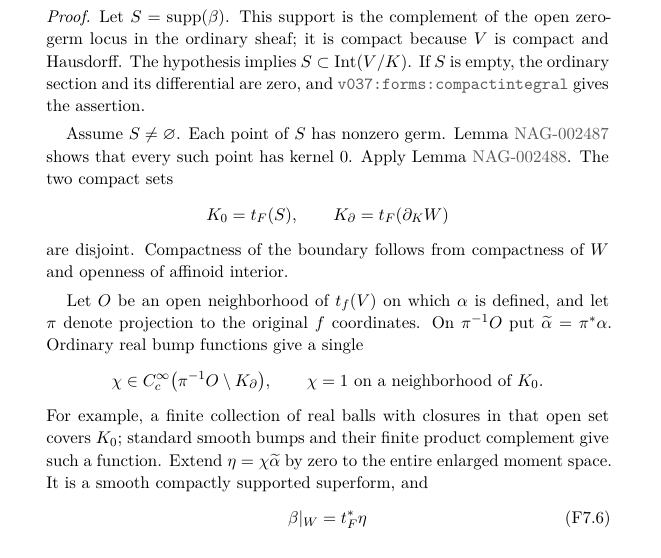 Proof. Let S = supp(β). This support is the complement of the open zero-
germ locus in the ordinary sheaf; it is compact because V is compact and
Hausdorff. The hypothesis implies S ⊂ Int(V/K). If S is empty, the ordinary
section and its differential are zero, and v037:forms:compactintegral gives
the assertion.
Assume S ≠ ∅. Each point of S has nonzero germ. Lemma NAG-002487
shows that every such point has kernel 0. Apply Lemma NAG-002488. The
two compact sets
K₀ = t_F(S), K_∂ = t_F(∂_K W)
are disjoint. Compactness of the boundary follows from compactness of W
and openness of affinoid interior.
Let O be an open neighborhood of t_f(V) on which α is defined, and let
π denote projection to the original f coordinates. On π⁻¹O put α̃ = π*α.
Ordinary real bump functions give a single
χ ∈ C_c^∞(π⁻¹O \ K_∂), χ = 1 on a neighborhood of K₀.
For example, a finite collection of real balls with closures in that open set
covers K₀; standard smooth bumps and their finite product complement give
such a function. Extend η = χα̃ by zero to the entire enlarged moment space.
It is a smooth compactly supported superform, and
β|_W = t_F^*η (F7.6)